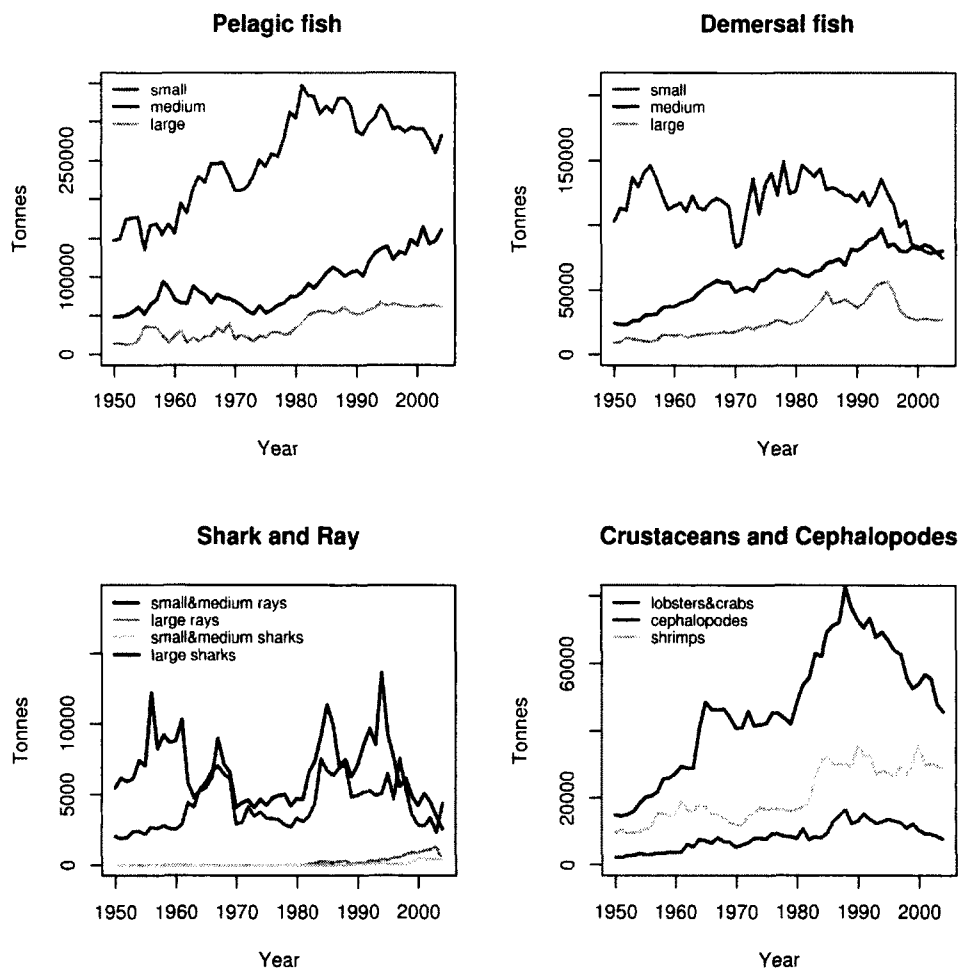 Pelagic fish
small
medium
large
Tonnes
0
100000
250000
1950 1960 1970 1980 1990 2000
Year
Demersal fish
small
medium
large
Tonnes
0
50000
150000
1950 1960 1970 1980 1990 2000
Year
Shark and Ray
small&medium rays
large rays
small&medium sharks
large sharks
Tonnes
0
5000
10000
1950 1960 1970 1980 1990 2000
Year
Crustaceans and Cephalopodes
lobsters&crabs
cephalopodes
shrimps
Tonnes
0
20000
60000
1950 1960 1970 1980 1990 2000
Year